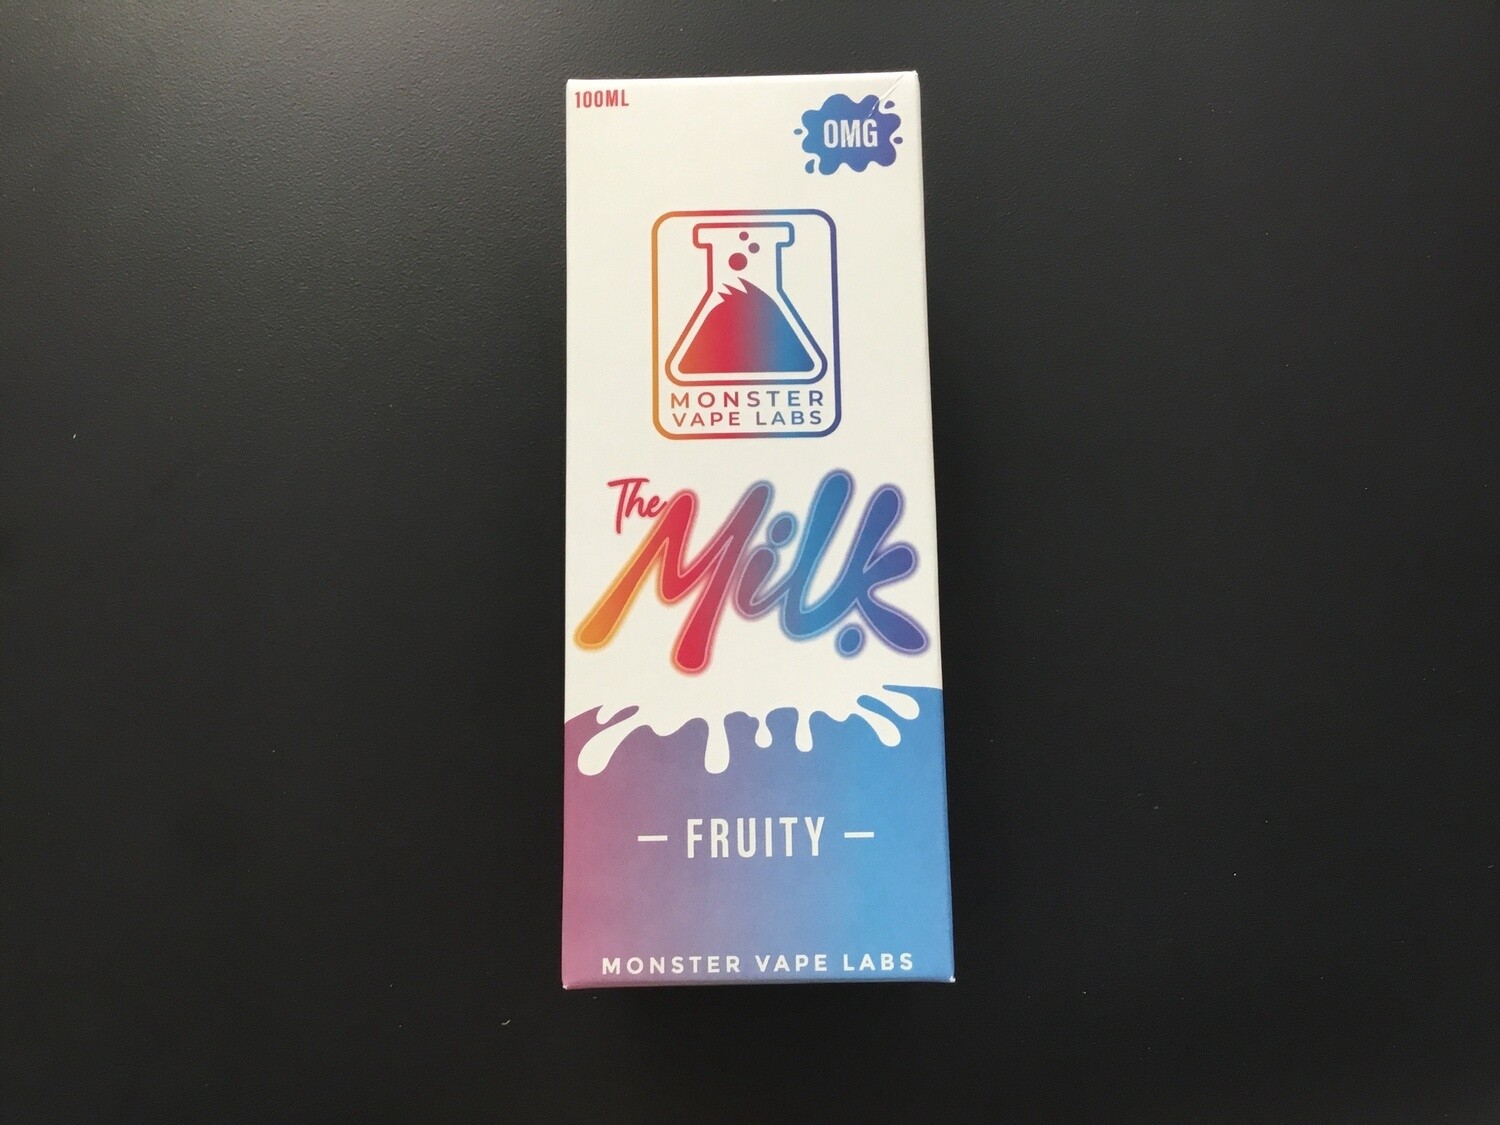 100ML
0MG
MONSTER
VAPE LABS
The Milk
– FRUITY –
MONSTER VAPE LABS